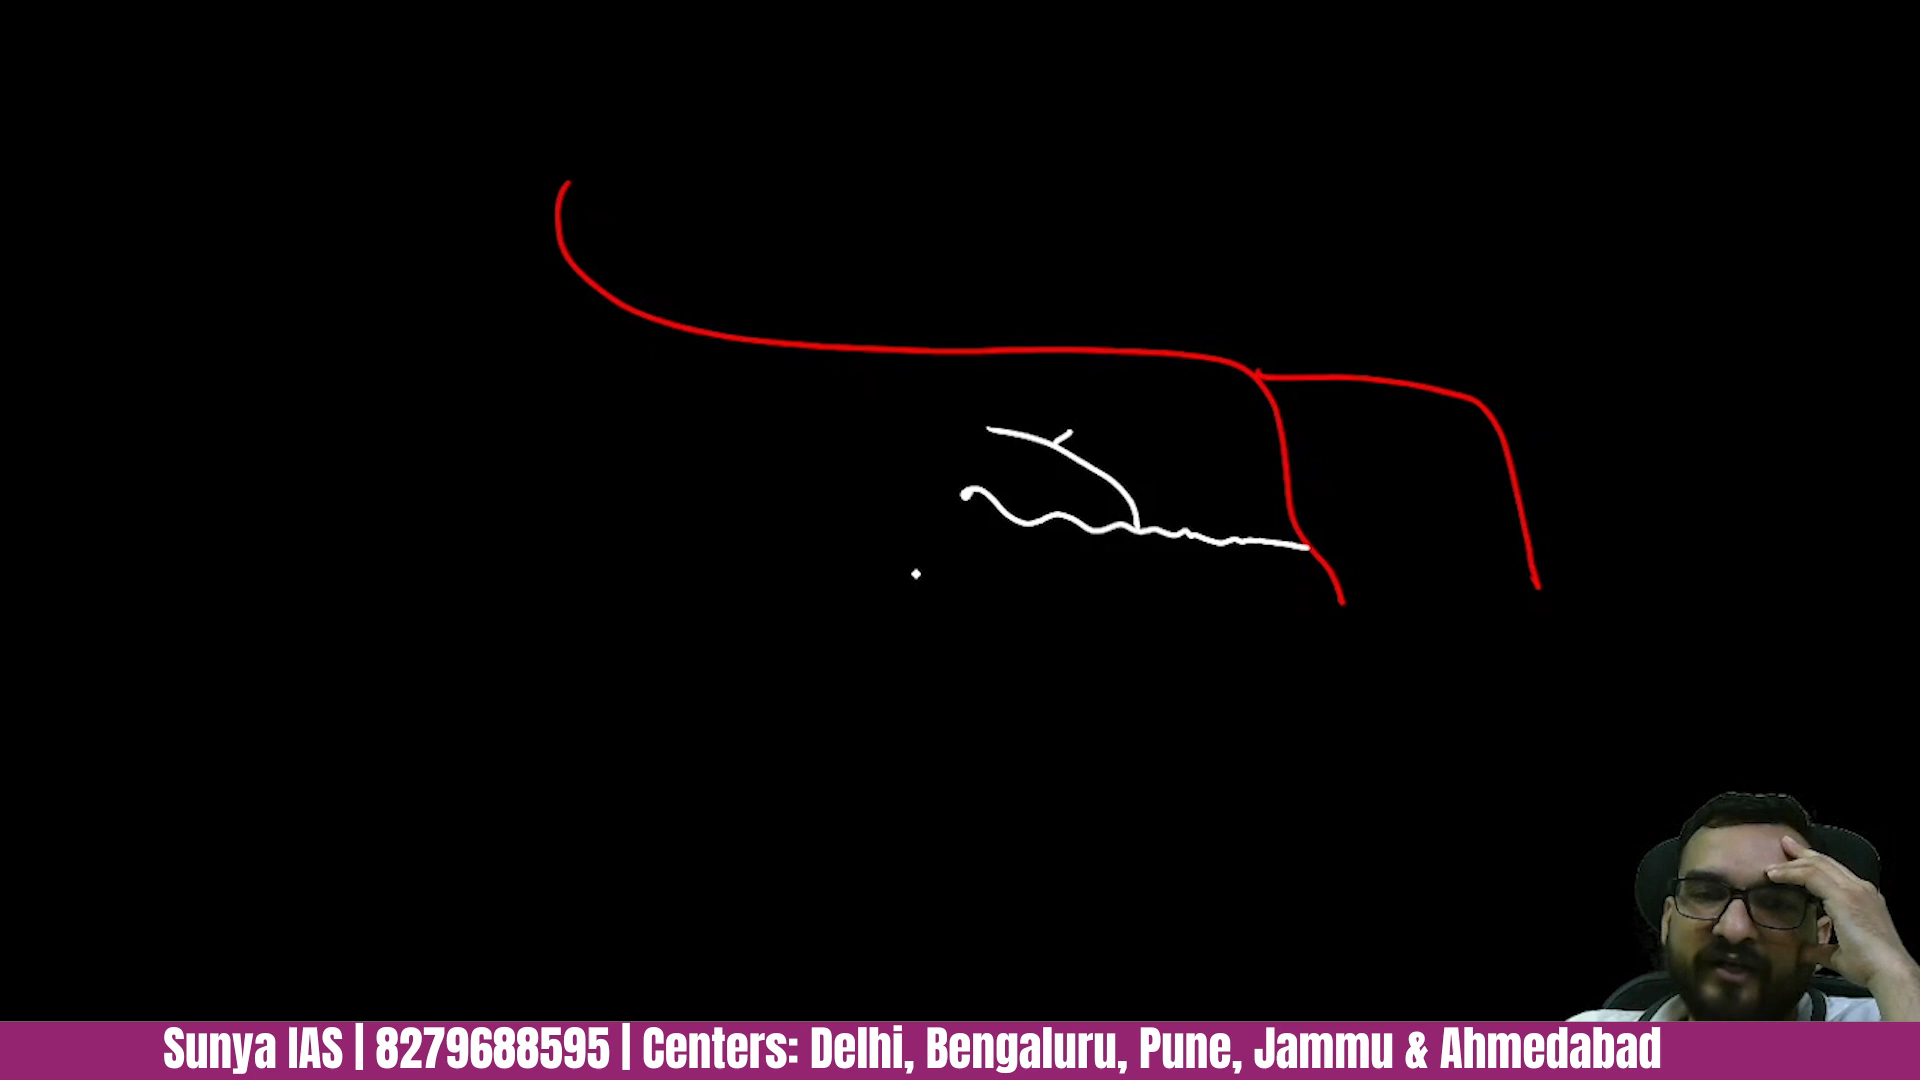 Sunya IAS | 8279688595 | Centers: Delhi, Bengaluru, Pune, Jammu & Ahmedabad